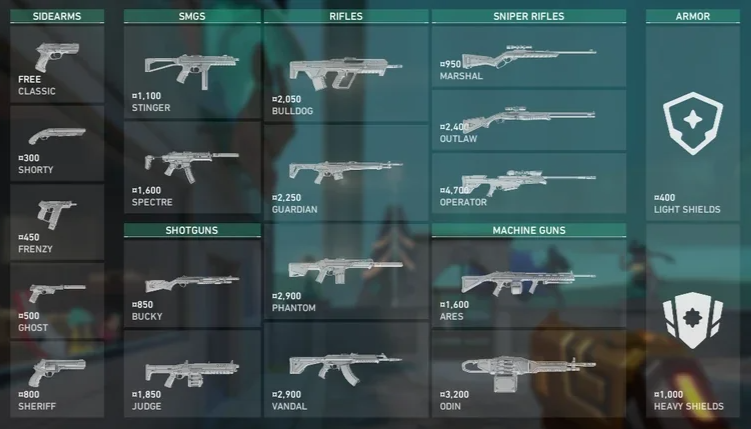 SIDEARMS
FREE
CLASSIC
¤300
SHORTY
¤450
FRENZY
¤500
GHOST
¤800
SHERIFF
SMGS
¤1,100
STINGER
¤1,600
SPECTRE
SHOTGUNS
¤850
BUCKY
¤1,850
JUDGE
RIFLES
¤2,050
BULLDOG
¤2,250
GUARDIAN
¤2,900
PHANTOM
¤2,900
VANDAL
SNIPER RIFLES
¤950
MARSHAL
¤2,400
OUTLAW
¤4,700
OPERATOR
MACHINE GUNS
¤1,600
ARES
¤3,200
ODIN
ARMOR
¤400
LIGHT SHIELDS
¤1,000
HEAVY SHIELDS